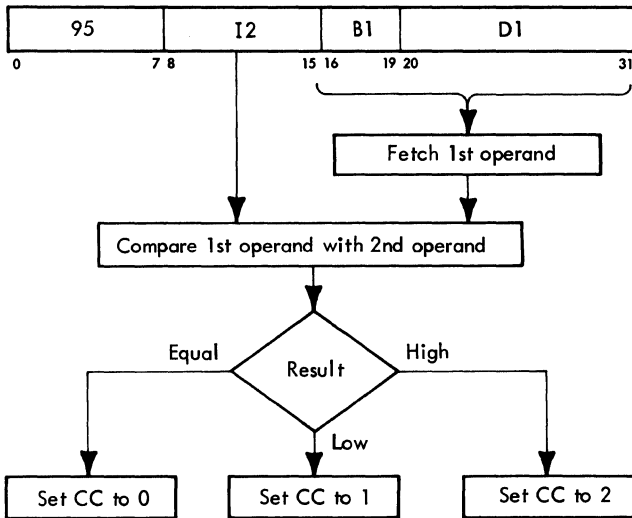 95 I2 B1 D1
0 7 8 15 16 19 20 31
Fetch 1st operand
Compare 1st operand with 2nd operand
Equal Result High
Low
Set CC to 0 Set CC to 1 Set CC to 2